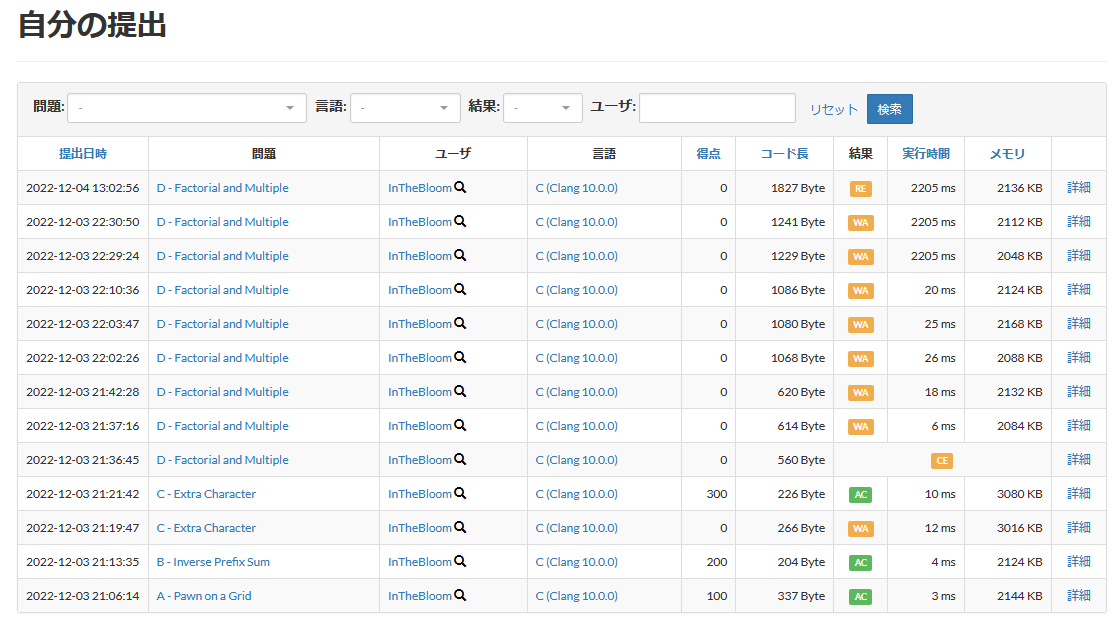 自分の提出
問題: - 言語: - 結果: - ユーザ: リセット 検索
提出日時 問題 ユーザ 言語 得点 コード長 結果 実行時間 メモリ
2022-12-04 13:02:56 D - Factorial and Multiple InTheBloom C (Clang 10.0.0) 0 1827 Byte RE 2205 ms 2136 KB 詳細
2022-12-03 22:30:50 D - Factorial and Multiple InTheBloom C (Clang 10.0.0) 0 1241 Byte WA 2205 ms 2112 KB 詳細
2022-12-03 22:29:24 D - Factorial and Multiple InTheBloom C (Clang 10.0.0) 0 1229 Byte WA 2205 ms 2048 KB 詳細
2022-12-03 22:10:36 D - Factorial and Multiple InTheBloom C (Clang 10.0.0) 0 1086 Byte WA 20 ms 2124 KB 詳細
2022-12-03 22:03:47 D - Factorial and Multiple InTheBloom C (Clang 10.0.0) 0 1080 Byte WA 25 ms 2168 KB 詳細
2022-12-03 22:02:26 D - Factorial and Multiple InTheBloom C (Clang 10.0.0) 0 1068 Byte WA 26 ms 2088 KB 詳細
2022-12-03 21:42:28 D - Factorial and Multiple InTheBloom C (Clang 10.0.0) 0 620 Byte WA 18 ms 2132 KB 詳細
2022-12-03 21:37:16 D - Factorial and Multiple InTheBloom C (Clang 10.0.0) 0 614 Byte WA 6 ms 2084 KB 詳細
2022-12-03 21:36:45 D - Factorial and Multiple InTheBloom C (Clang 10.0.0) 0 560 Byte CE 詳細
2022-12-03 21:21:42 C - Extra Character InTheBloom C (Clang 10.0.0) 300 226 Byte AC 10 ms 3080 KB 詳細
2022-12-03 21:19:47 C - Extra Character InTheBloom C (Clang 10.0.0) 0 266 Byte WA 12 ms 3016 KB 詳細
2022-12-03 21:13:35 B - Inverse Prefix Sum InTheBloom C (Clang 10.0.0) 200 204 Byte AC 4 ms 2124 KB 詳細
2022-12-03 21:06:14 A - Pawn on a Grid InTheBloom C (Clang 10.0.0) 100 337 Byte AC 3 ms 2144 KB 詳細